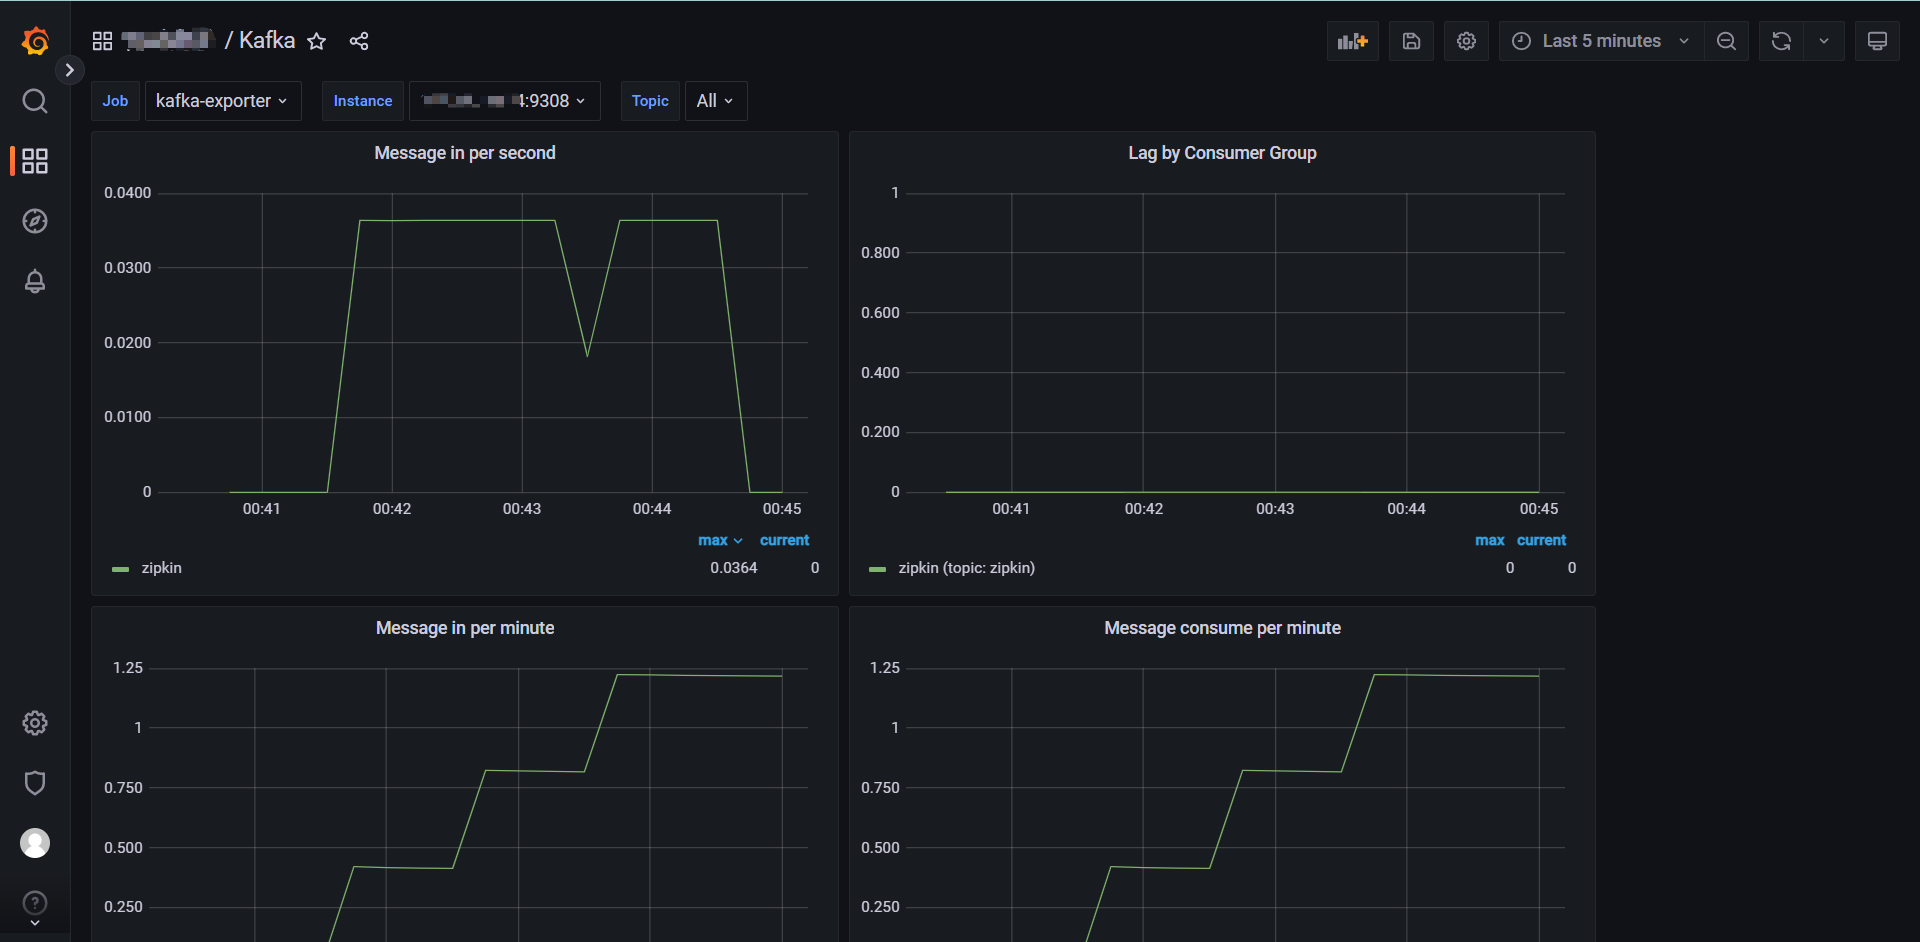 / Kafka
Last 5 minutes
Job kafka-exporter Instance 4:9308 Topic All
Message in per second
0.0400
0.0300
0.0200
0.0100
0
00:41 00:42 00:43 00:44 00:45
max current
zipkin 0.0364 0
Lag by Consumer Group
1
0.800
0.600
0.400
0.200
0
00:41 00:42 00:43 00:44 00:45
max current
zipkin (topic: zipkin) 0 0
Message in per minute
1.25
1
0.750
0.500
0.250
Message consume per minute
1.25
1
0.750
0.500
0.250